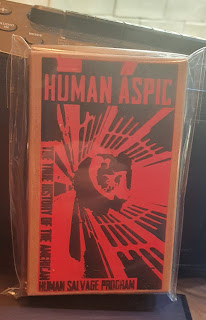 HUMAN ASPIC
THE TRUE HISTORY OF THE AMERICAN
HUMAN SALVAGE PROGRAM